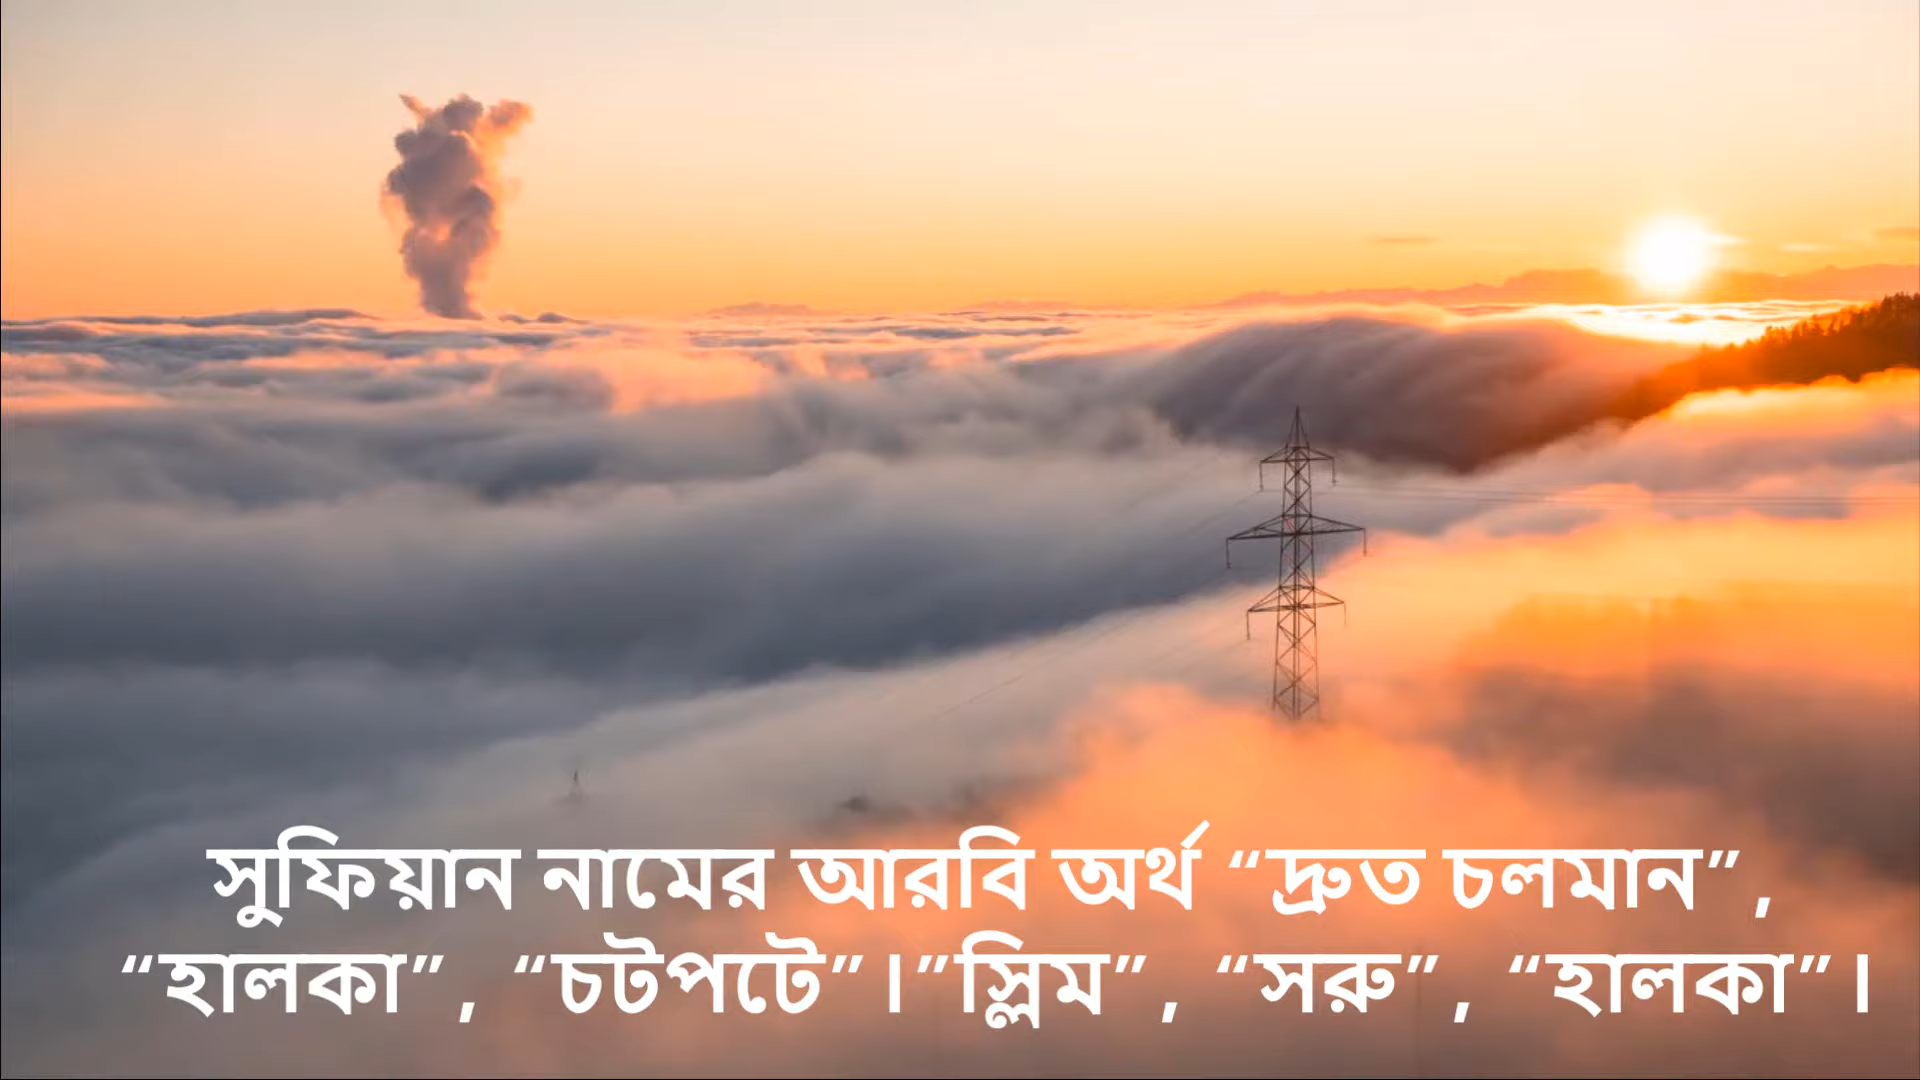 সুফিয়ান নামের আরবি অর্থ “দ্রুত চলমান”,
“হালকা”, “চটপটে”।”স্লিম”, “সরু”, “হালকা”।